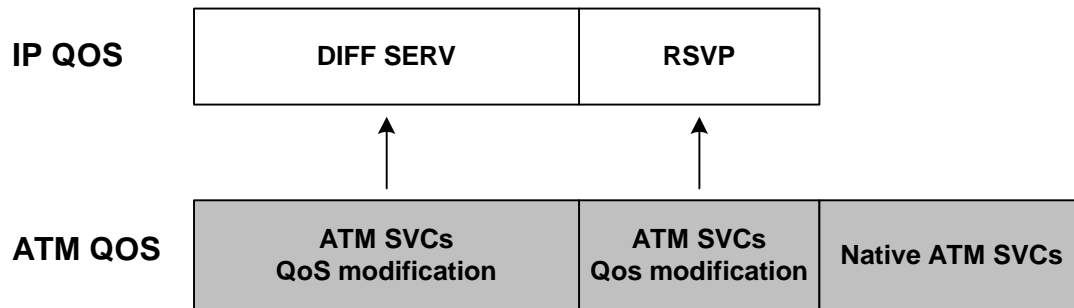 IP QOS
DIFF SERV
RSVP
ATM QOS
ATM SVCs
QoS modification
ATM SVCs
Qos modification
Native ATM SVCs